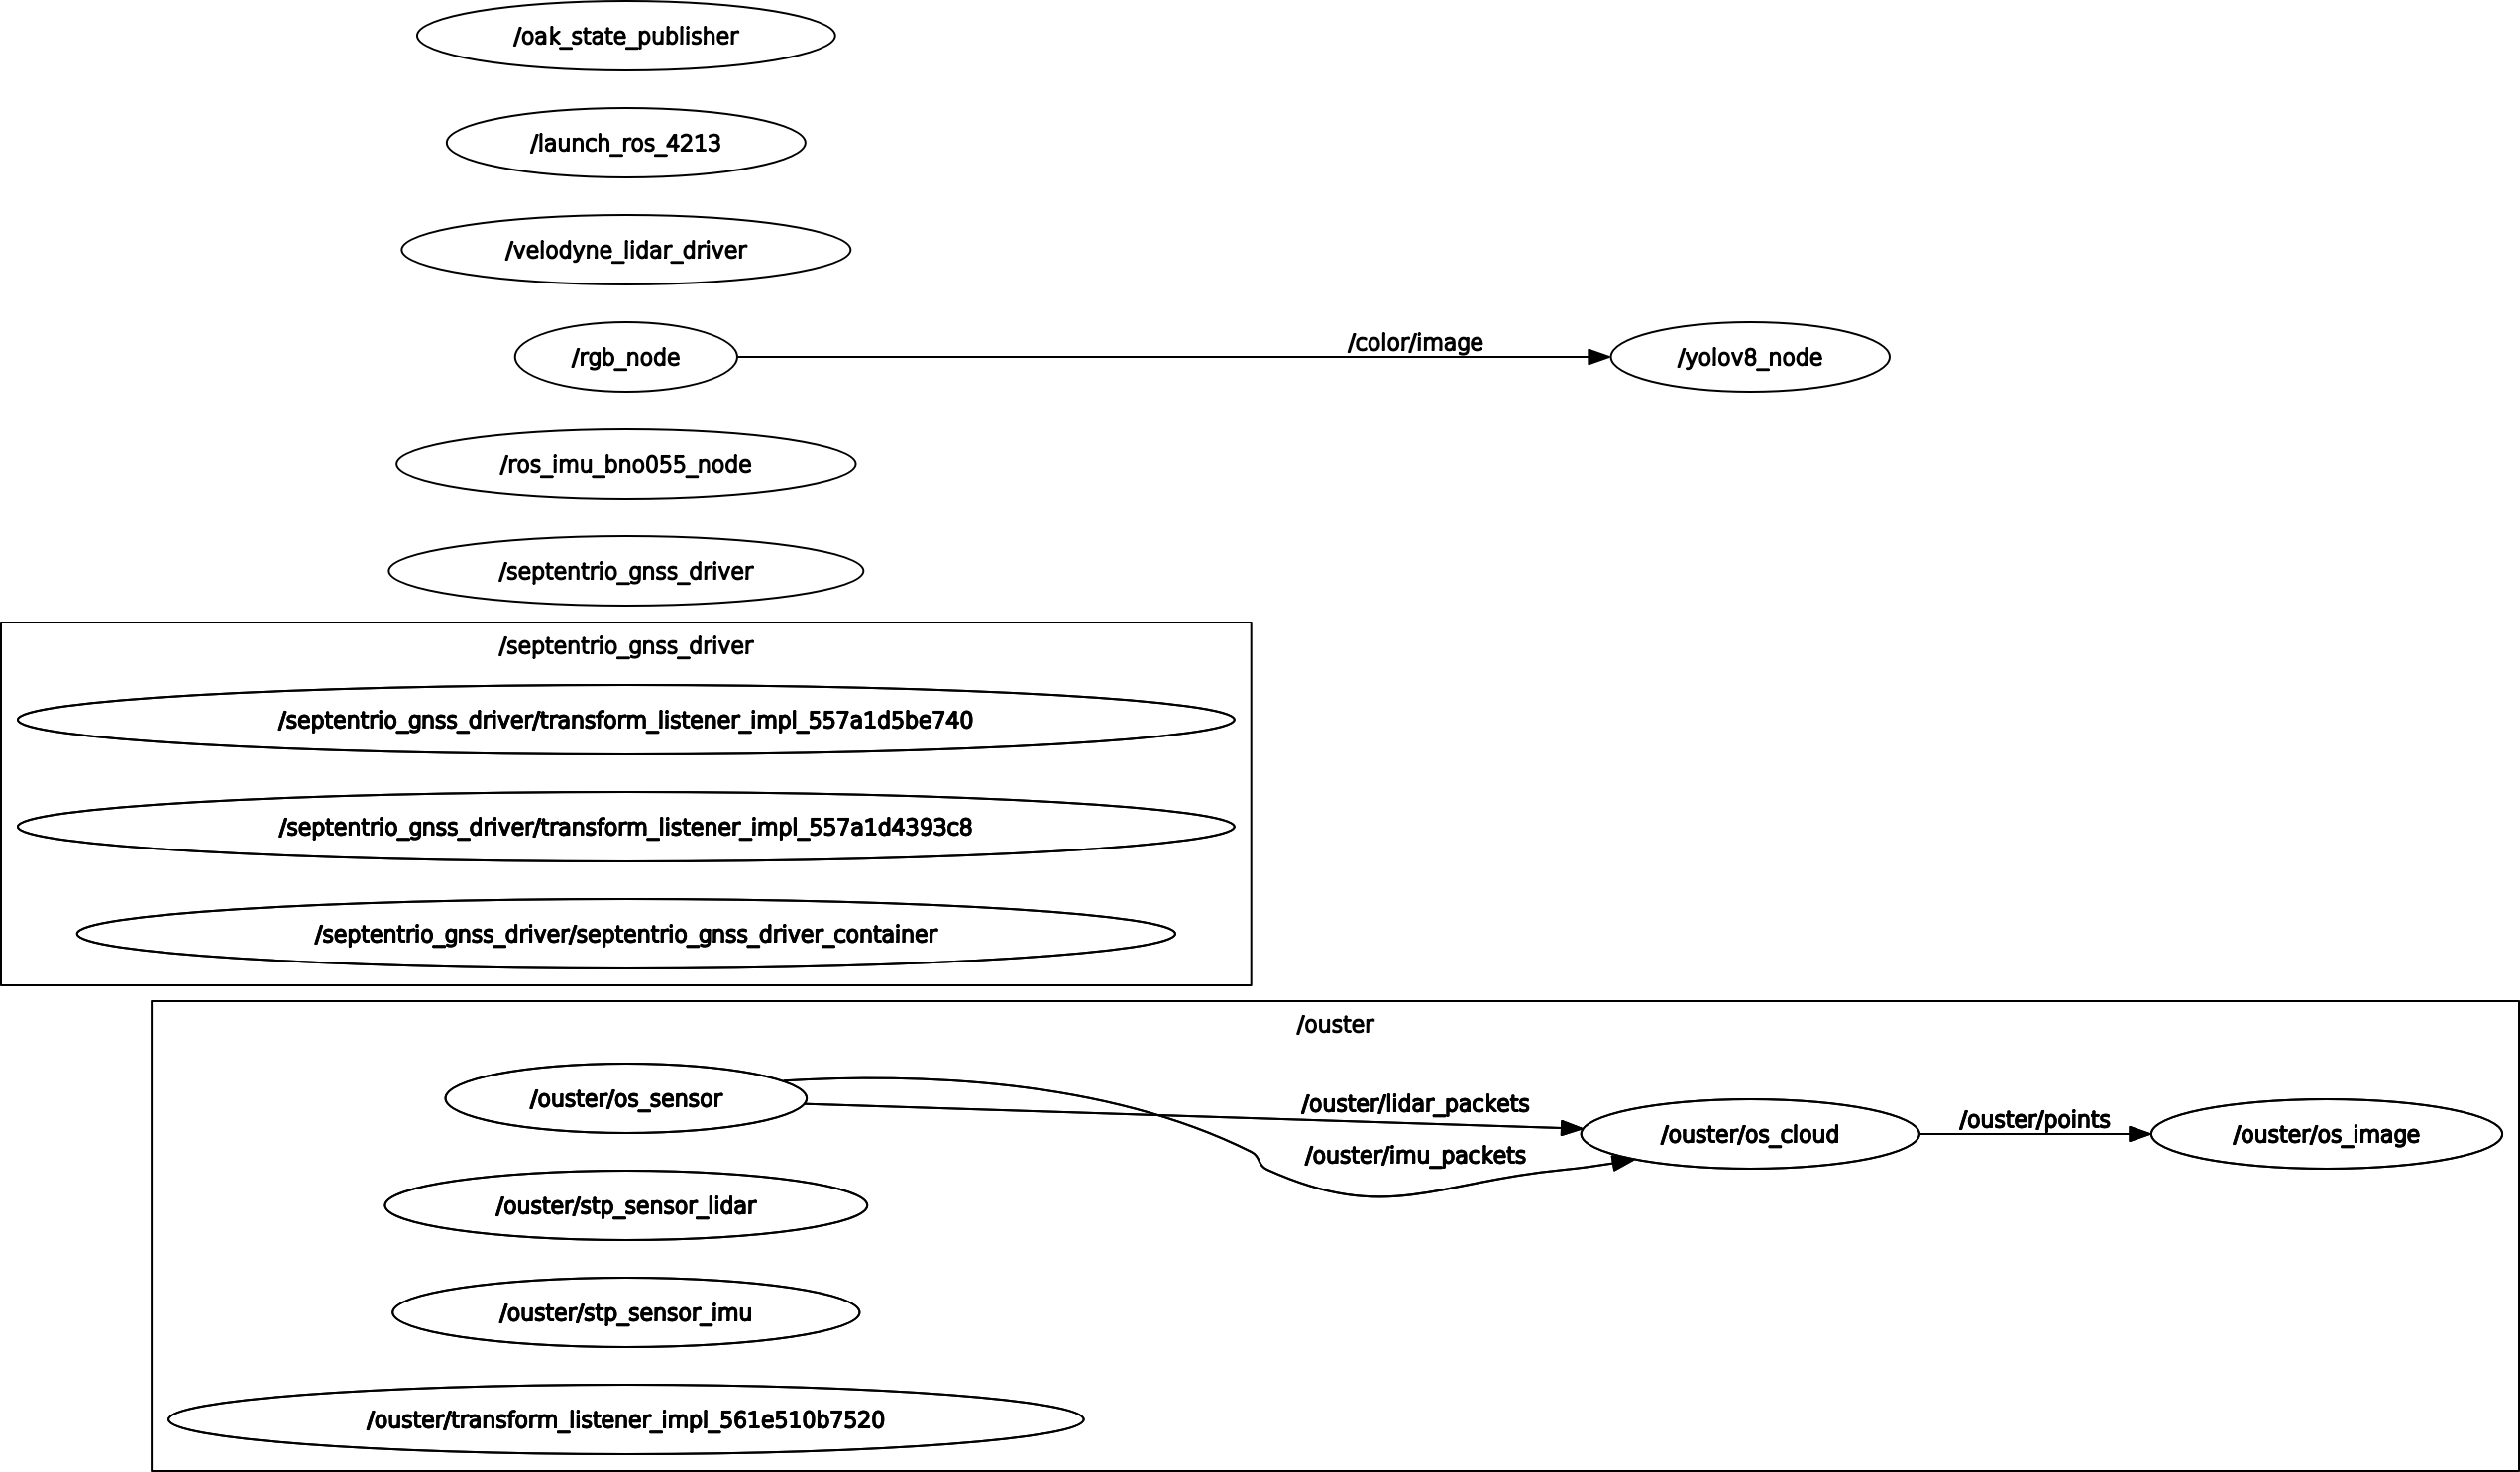 /oak_state_publisher
/launch_ros_4213
/velodyne_lidar_driver
/rgb_node
/color/image
/yolov8_node
/ros_imu_bno055_node
/septentrio_gnss_driver
/septentrio_gnss_driver
/septentrio_gnss_driver/transform_listener_impl_557a1d5be740
/septentrio_gnss_driver/transform_listener_impl_557a1d4393c8
/septentrio_gnss_driver/septentrio_gnss_driver_container
/ouster
/ouster/os_sensor
/ouster/lidar_packets
/ouster/imu_packets
/ouster/os_cloud
/ouster/points
/ouster/os_image
/ouster/stp_sensor_lidar
/ouster/stp_sensor_imu
/ouster/transform_listener_impl_561e510b7520